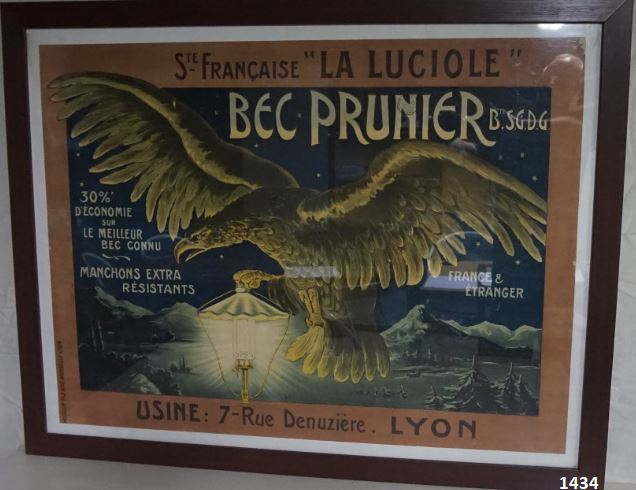 STÉ FRANÇAISE "LA LUCIOLE"
BEC PRUNIER BTÉ S.G.D.G
30% D'ÉCONOMIE
SUR
LE MEILLEUR
BEC CONNU
MANCHONS EXTRA
RÉSISTANTS
FRANCE &
ÉTRANGER
USINE: 7-Rue Denuzière. LYON
1434